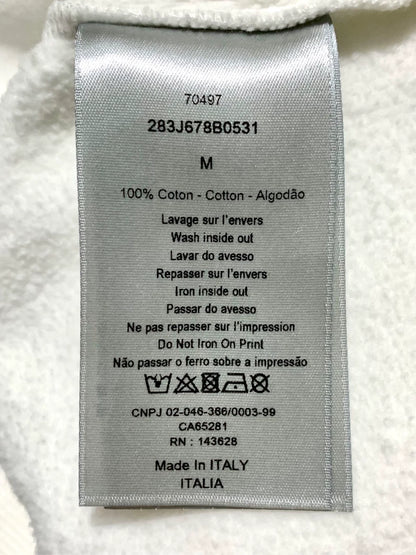 70497
283J678B0531
M
100% Coton - Cotton - Algodão
Lavage sur l'envers
Wash inside out
Lavar do avesso
Repasser sur l'envers
Iron inside out
Passar do avesso
Ne pas repasser sur l'impression
Do Not Iron On Print
Não passar o ferro sobre a impressão
CNPJ 02-046-366/0003-99
CA65281
RN : 143628
Made In ITALY
ITALIA